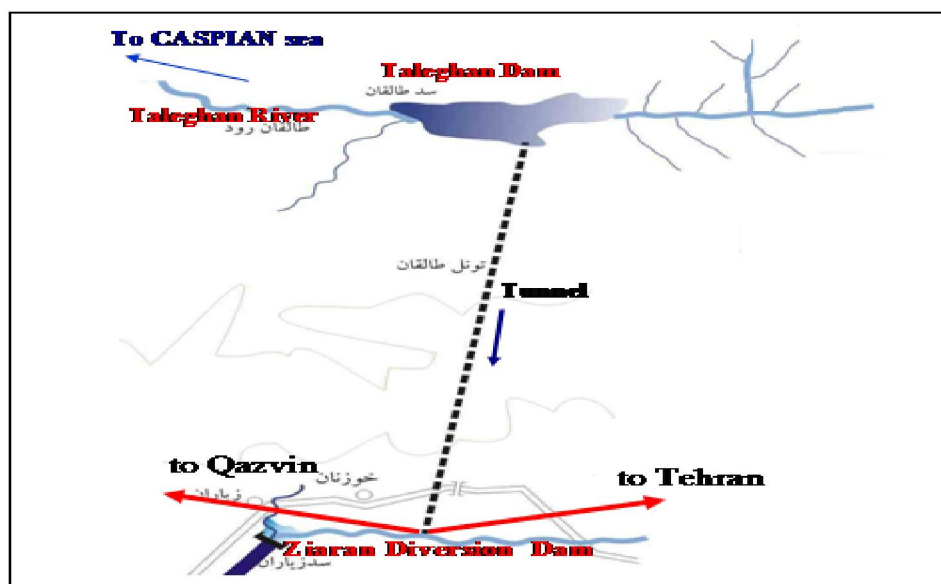 To CASPIAN sea
Taleghan Dam
سد طالقان
Taleghan River
طالقان رود
تونل طالقان
Tunnel
to Qazvin
خوزنان
to Tehran
زیاران
Ziaran Diversion Dam
سدزیاران